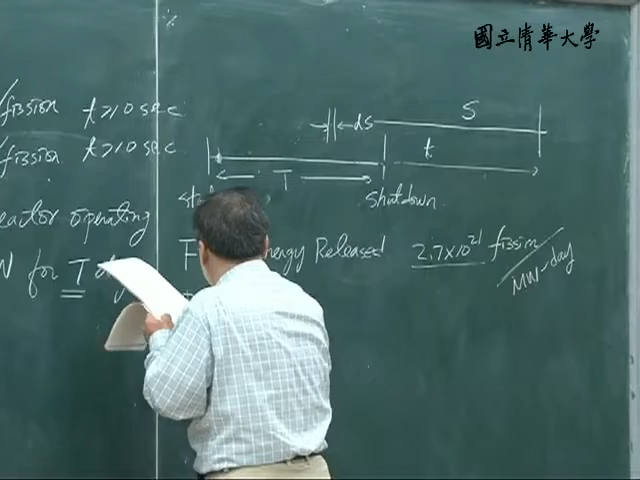 國立清華大學
/fission t≥10 sec
/fission t≥10 sec
eactor operating
W for T
ds S
t
T
shutdown
Energy Released 2.7×10²¹ fission/MW-day